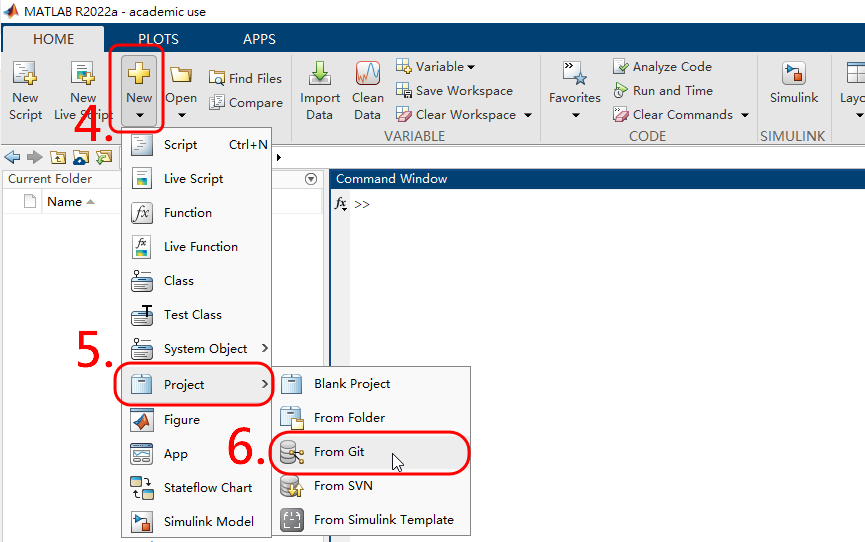 MATLAB R2022a - academic use
HOME PLOTS APPS
New Script
New Live Script
New
Open
Find Files
Compare
Import Data
Clean Data
Variable
Save Workspace
Clear Workspace
VARIABLE
Favorites
Analyze Code
Run and Time
Clear Commands
CODE
Simulink
SIMULINK
Layo
4.
Script Ctrl+N
Current Folder
Name
Command Window
fx >>
Live Script
Function
Live Function
Class
Test Class
System Object
5.
Project
Figure
App
Stateflow Chart
Simulink Model
Blank Project
From Folder
6.
From Git
From SVN
From Simulink Template